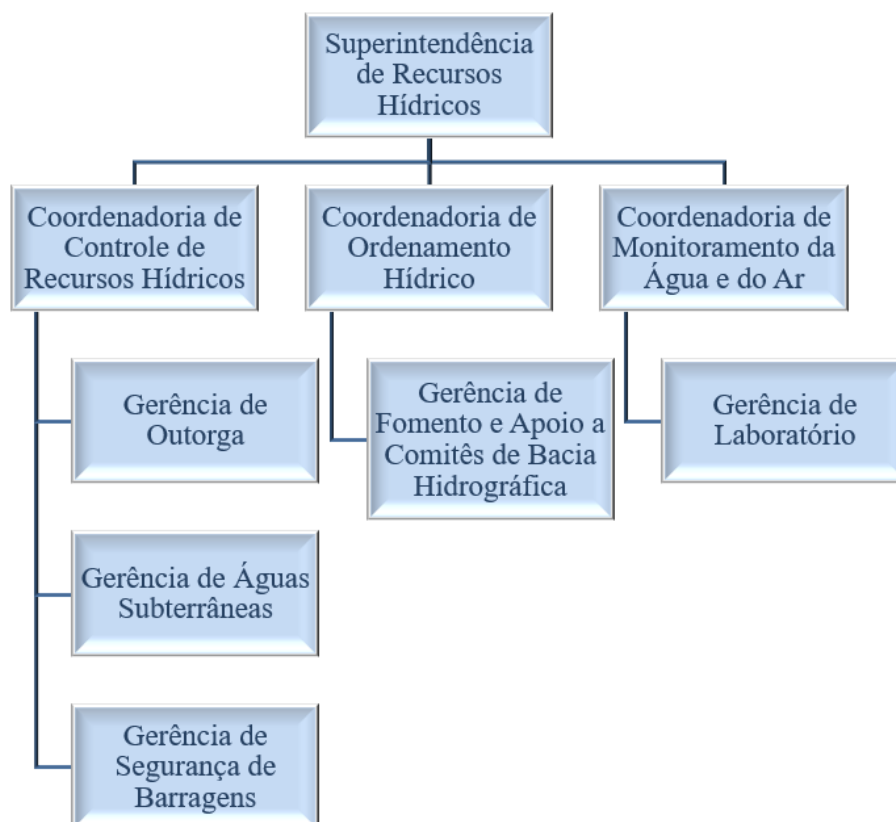 Superintendência
de Recursos
Hídricos
Coordenadoria de
Controle de
Recursos Hídricos
Coordenadoria de
Ordenamento
Hídrico
Coordenadoria de
Monitoramento da
Água e do Ar
Gerência de
Outorga
Gerência de
Fomento e Apoio a
Comitês de Bacia
Hidrográfica
Gerência de
Laboratório
Gerência de Águas
Subterrâneas
Gerência de
Segurança de
Barragens